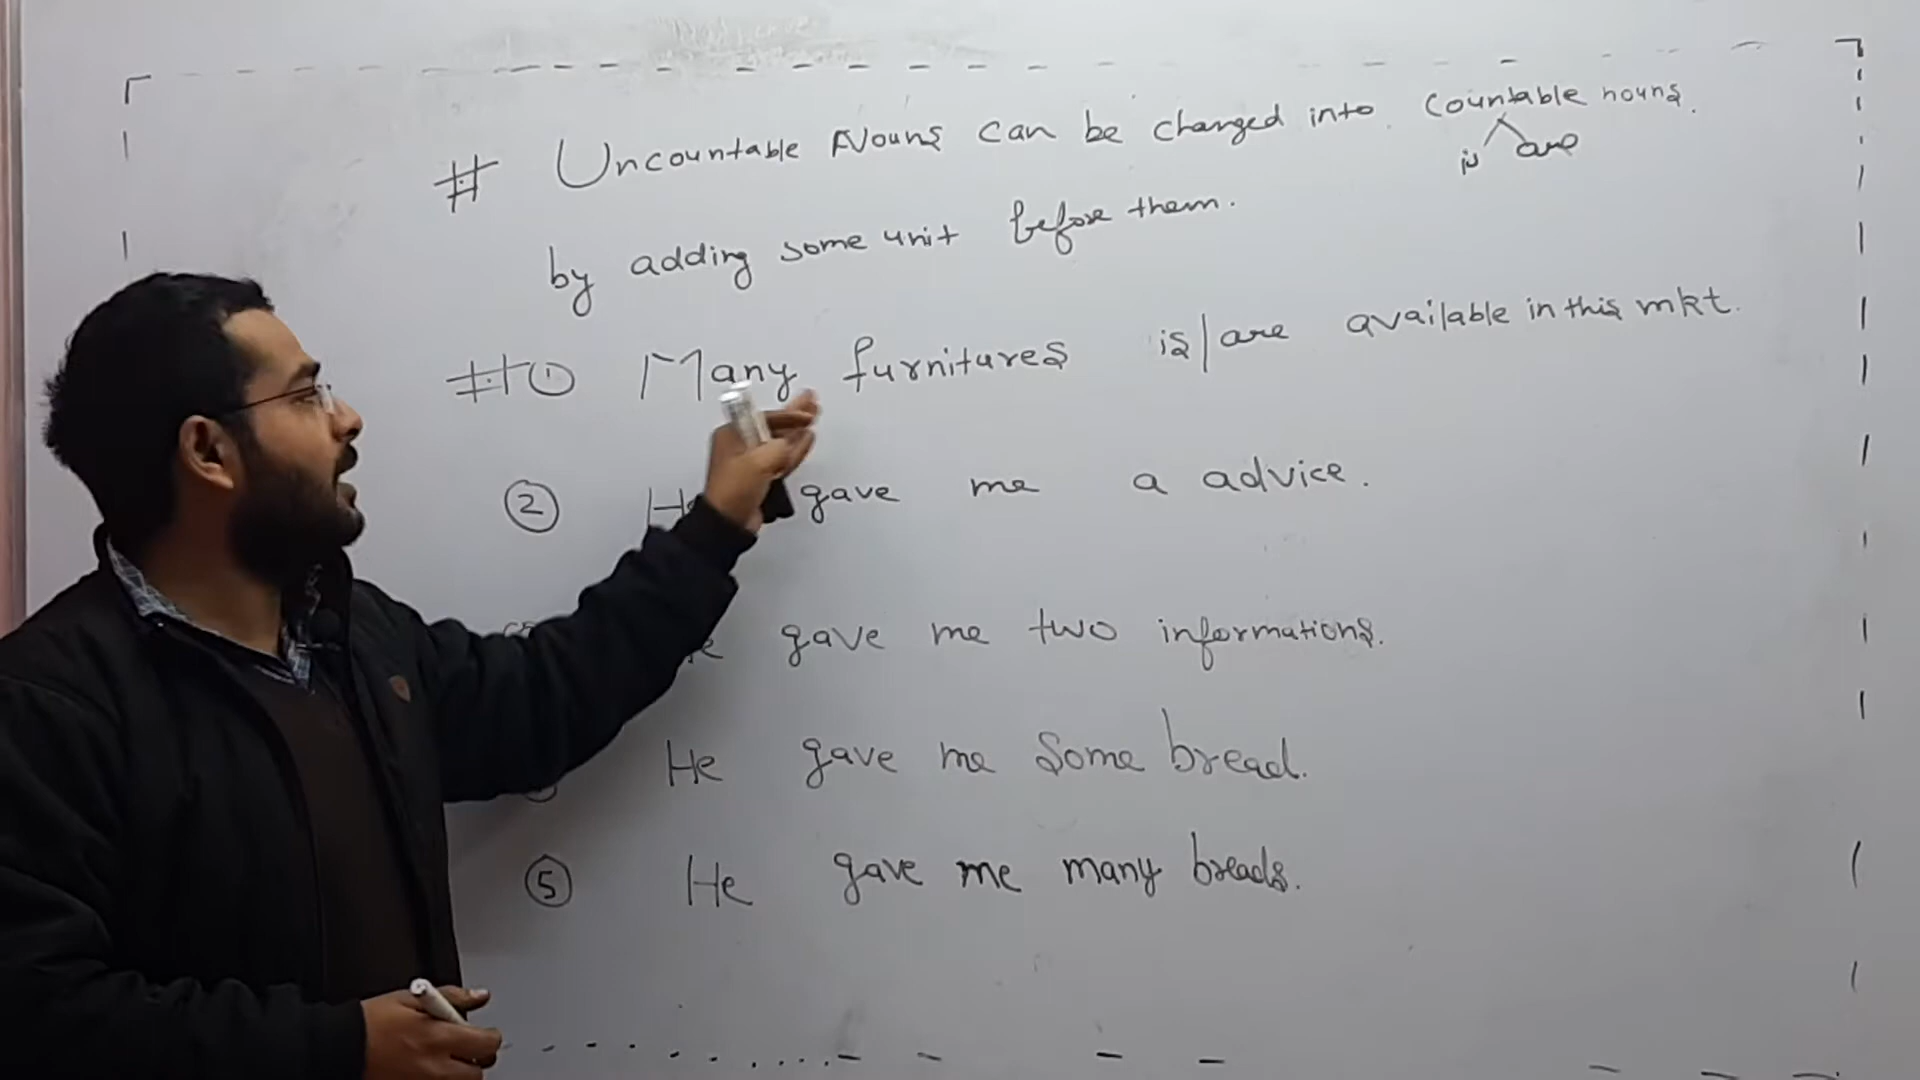 # Uncountable Nouns can be changed into countable nouns.
is are
by adding some unit before them.
# ① Many furnitures is/are available in this mkt.
② He gave me a advice.
He gave me two informations.
He gave me some bread.
⑤ He gave me many breads.